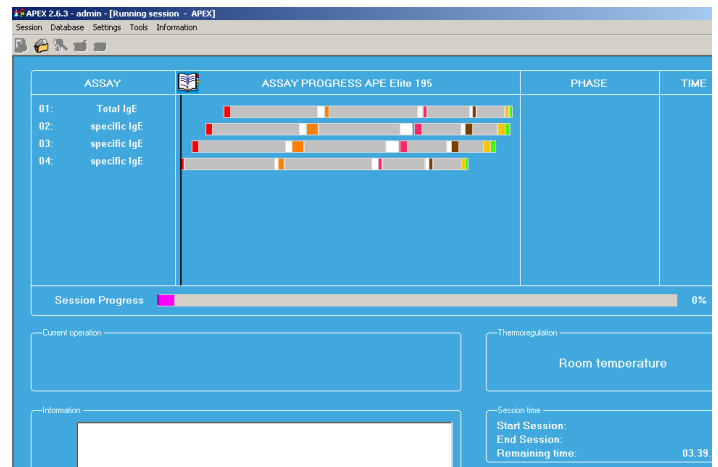 APEX 2.6.3 - admin - [Running session - APEX]
Session Database Settings Tools Information
ASSAY ASSAY PROGRESS APE Elite 195 PHASE TIME
01: Total IgE
02: specific IgE
03: specific IgE
04: specific IgE
Session Progress 0%
Current operation
Thermoregulation
Room temperature
Information
Session time
Start Session:
End Session:
Remaining time: 03.39.